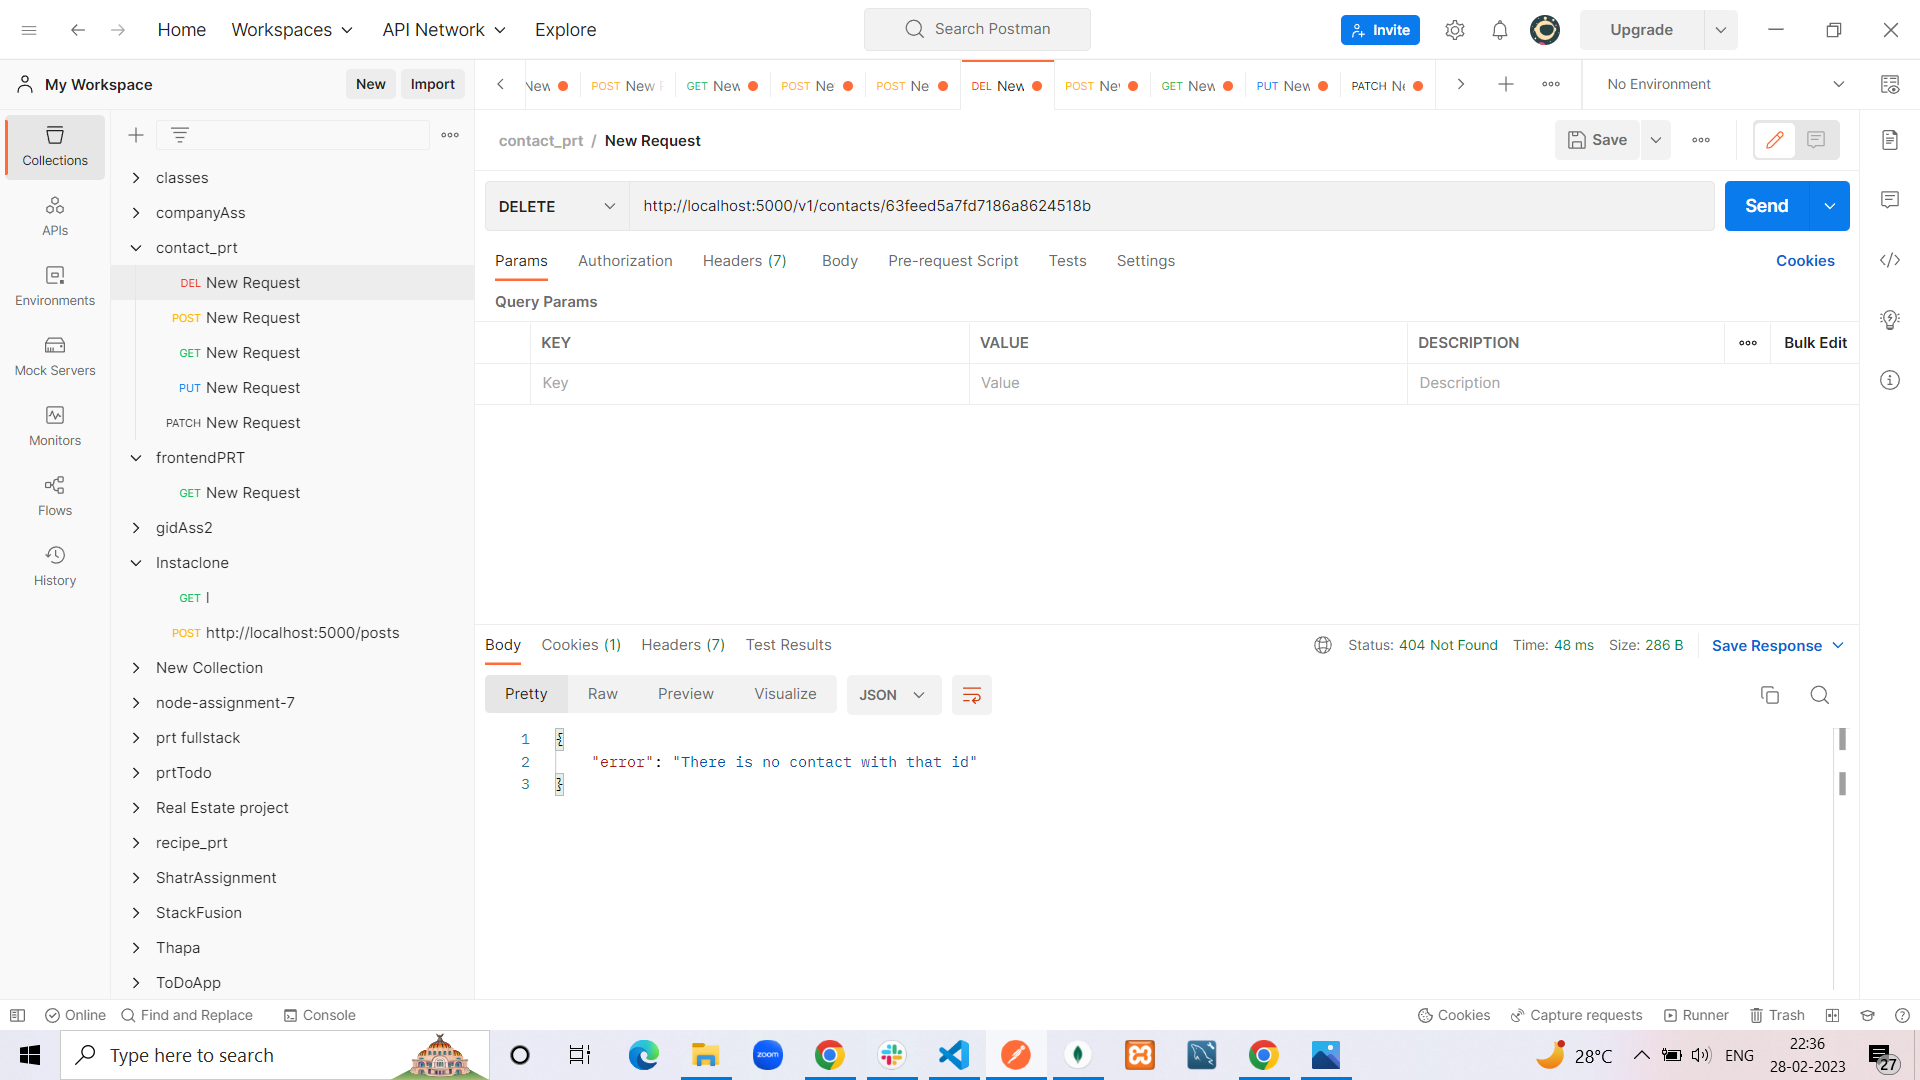 Home
Workspaces
API Network
Explore
Search Postman
Invite
Upgrade
My Workspace
New
Import
New
POST New
GET New
POST Ne
POST Ne
DEL New
POST Ne
GET New
PUT New
PATCH
No Environment
Collections
APIs
Environments
Mock Servers
Monitors
Flows
History
classes
companyAss
contact_prt
DEL New Request
POST New Request
GET New Request
PUT New Request
PATCH New Request
frontendPRT
GET New Request
gidAss2
Instaclone
GET l
POST http://localhost:5000/posts
New Collection
node-assignment-7
prt fullstack
prtTodo
Real Estate project
recipe_prt
ShatrAssignment
StackFusion
Thapa
ToDoApp
contact_prt / New Request
Save
DELETE
http://localhost:5000/v1/contacts/63feed5a7fd7186a8624518b
Send
Params
Authorization
Headers (7)
Body
Pre-request Script
Tests
Settings
Cookies
Query Params
KEY
VALUE
DESCRIPTION
Bulk Edit
Key
Value
Description
Body
Cookies (1)
Headers (7)
Test Results
Status: 404 Not Found
Time: 48 ms
Size: 286 B
Save Response
Pretty
Raw
Preview
Visualize
JSON
1 {
2 "error": "There is no contact with that id"
3 }
Online
Find and Replace
Console
Cookies
Capture requests
Runner
Trash
Type here to search
zoom
28°C
ENG
22:36
28-02-2023
27